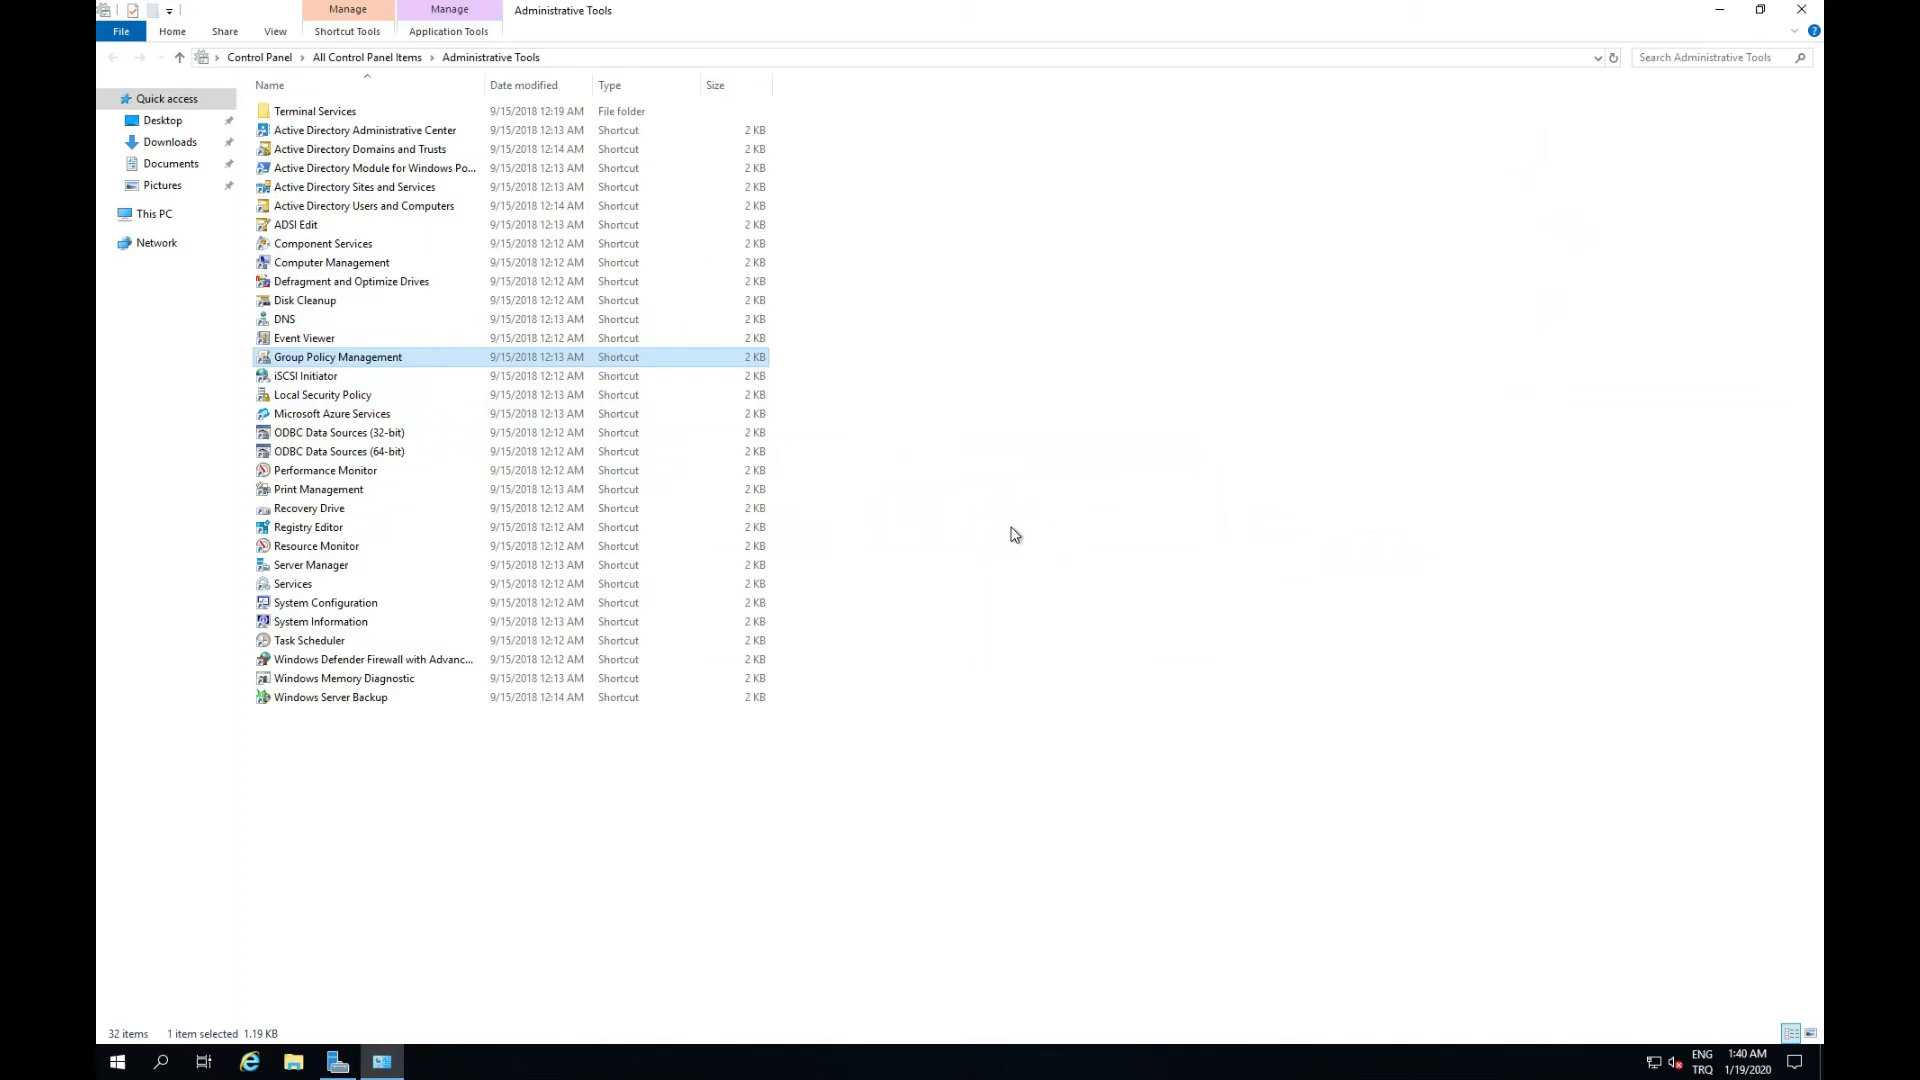 Manage Manage Administrative Tools
File Home Share View Shortcut Tools Application Tools
Control Panel All Control Panel Items Administrative Tools Search Administrative Tools
Name Date modified Type Size
Quick access
Desktop
Downloads
Documents
Pictures
This PC
Network
Terminal Services 9/15/2018 12:19 AM File folder
Active Directory Administrative Center 9/15/2018 12:13 AM Shortcut 2 KB
Active Directory Domains and Trusts 9/15/2018 12:14 AM Shortcut 2 KB
Active Directory Module for Windows Po... 9/15/2018 12:13 AM Shortcut 2 KB
Active Directory Sites and Services 9/15/2018 12:13 AM Shortcut 2 KB
Active Directory Users and Computers 9/15/2018 12:14 AM Shortcut 2 KB
ADSI Edit 9/15/2018 12:13 AM Shortcut 2 KB
Component Services 9/15/2018 12:12 AM Shortcut 2 KB
Computer Management 9/15/2018 12:12 AM Shortcut 2 KB
Defragment and Optimize Drives 9/15/2018 12:12 AM Shortcut 2 KB
Disk Cleanup 9/15/2018 12:12 AM Shortcut 2 KB
DNS 9/15/2018 12:13 AM Shortcut 2 KB
Event Viewer 9/15/2018 12:12 AM Shortcut 2 KB
Group Policy Management 9/15/2018 12:13 AM Shortcut 2 KB
iSCSI Initiator 9/15/2018 12:12 AM Shortcut 2 KB
Local Security Policy 9/15/2018 12:13 AM Shortcut 2 KB
Microsoft Azure Services 9/15/2018 12:13 AM Shortcut 2 KB
ODBC Data Sources (32-bit) 9/15/2018 12:12 AM Shortcut 2 KB
ODBC Data Sources (64-bit) 9/15/2018 12:12 AM Shortcut 2 KB
Performance Monitor 9/15/2018 12:12 AM Shortcut 2 KB
Print Management 9/15/2018 12:13 AM Shortcut 2 KB
Recovery Drive 9/15/2018 12:12 AM Shortcut 2 KB
Registry Editor 9/15/2018 12:12 AM Shortcut 2 KB
Resource Monitor 9/15/2018 12:12 AM Shortcut 2 KB
Server Manager 9/15/2018 12:13 AM Shortcut 2 KB
Services 9/15/2018 12:12 AM Shortcut 2 KB
System Configuration 9/15/2018 12:12 AM Shortcut 2 KB
System Information 9/15/2018 12:13 AM Shortcut 2 KB
Task Scheduler 9/15/2018 12:12 AM Shortcut 2 KB
Windows Defender Firewall with Advanc... 9/15/2018 12:12 AM Shortcut 2 KB
Windows Memory Diagnostic 9/15/2018 12:13 AM Shortcut 2 KB
Windows Server Backup 9/15/2018 12:14 AM Shortcut 2 KB
32 items 1 item selected 1.19 KB
ENG 1:40 AM
TRQ 1/19/2020